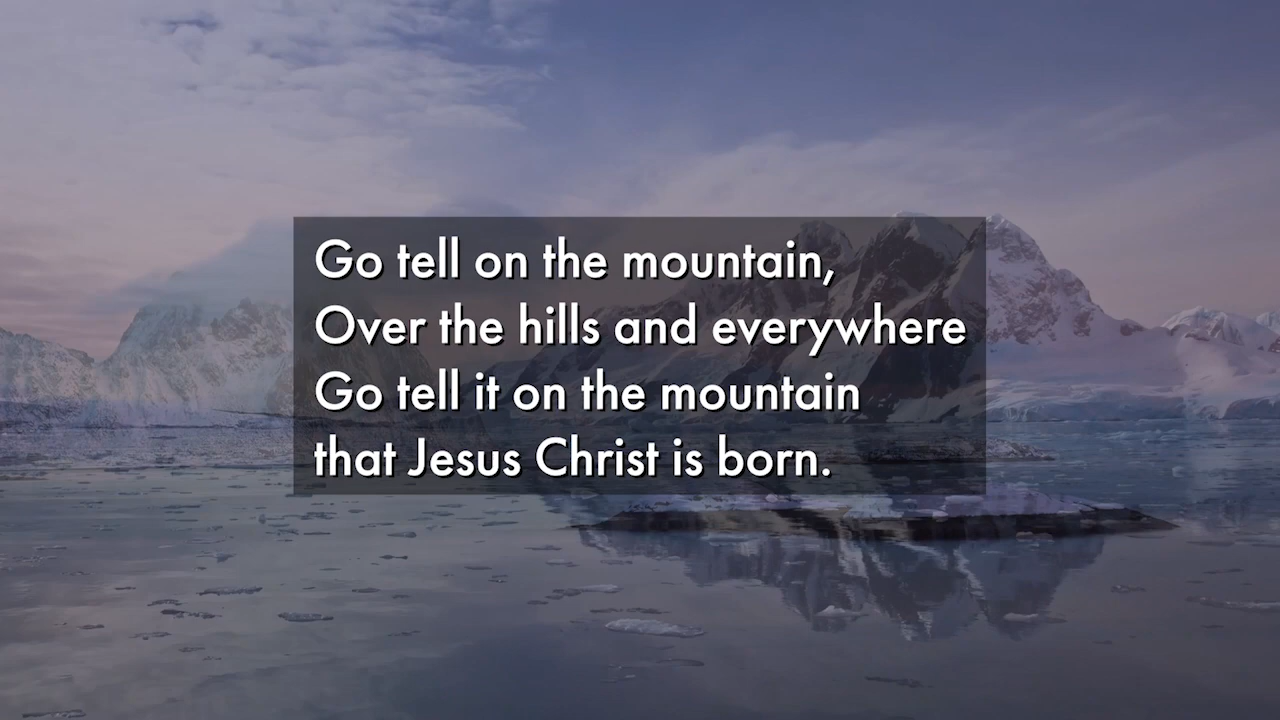 Go tell on the mountain,
Over the hills and everywhere
Go tell it on the mountain
that Jesus Christ is born.